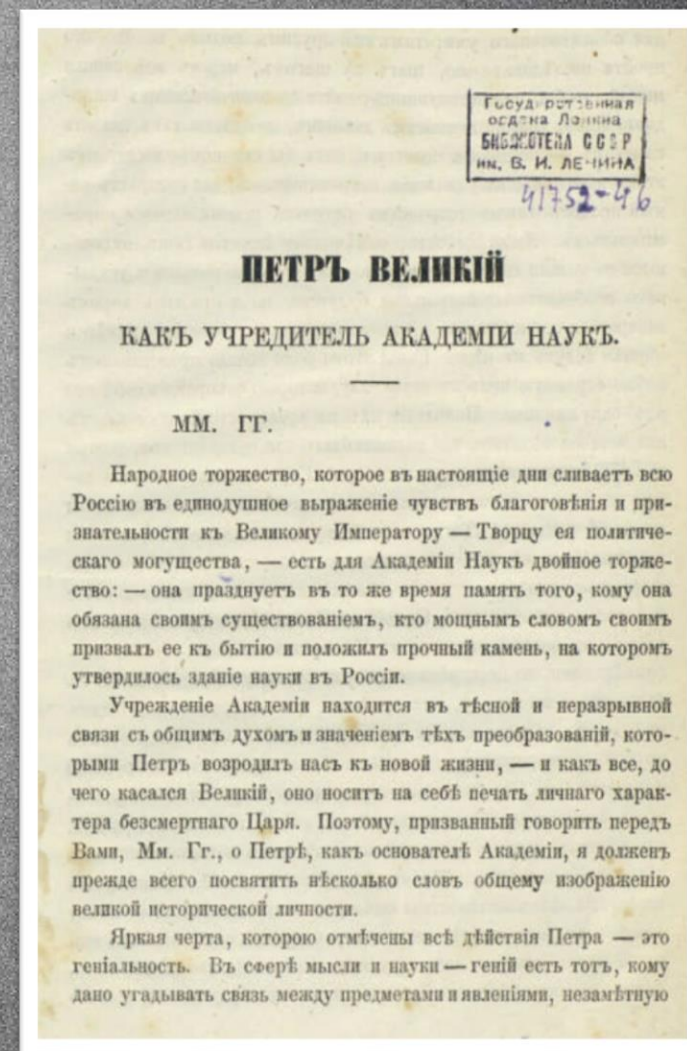 Государственная
ордена Ленина
БИБЛИОТЕКА СССР
им. В. И. ЛЕНИНА
41752-46
ПЕТРЪ ВЕЛИКІЙ
КАКЪ УЧРЕДИТЕЛЬ АКАДЕМІИ НАУКЪ.
ММ. ГГ.
Народное торжество, которое въ настоящіе дни сливаетъ всю
Россію въ единодушное выраженіе чувствъ благоговѣнія и при-
знательности къ Великому Императору — Творцу ея политиче-
скаго могущества, — есть для Академіи Наукъ двойное торже-
ство: — она празднуетъ въ то же время память того, кому она
обязана своимъ существованіемъ, кто мощнымъ словомъ своимъ
призвалъ ее къ бытію и положилъ прочный камень, на которомъ
утвердилось зданіе науки въ Россіи.
Учрежденіе Академіи находится въ тѣсной и неразрывной
связи съ общимъ духомъ и значеніемъ тѣхъ преобразованій, кото-
рыми Петръ возродилъ насъ къ новой жизни, — и какъ все, до
чего касался Великій, оно носитъ на себѣ печать личнаго харак-
тера безсмертнаго Царя. Поэтому, призванный говорить передъ
Вами, Мм. Гг., о Петрѣ, какъ основателѣ Академіи, я долженъ
прежде всего посвятить нѣсколько словъ общему изображенію
великой исторической личности.
Яркая черта, которою отмѣчены всѣ дѣйствія Петра — это
геніальность. Въ сферѣ мысли и науки — геній есть тотъ, кому
дано угадывать связь между предметами и явленіями, незамѣтную